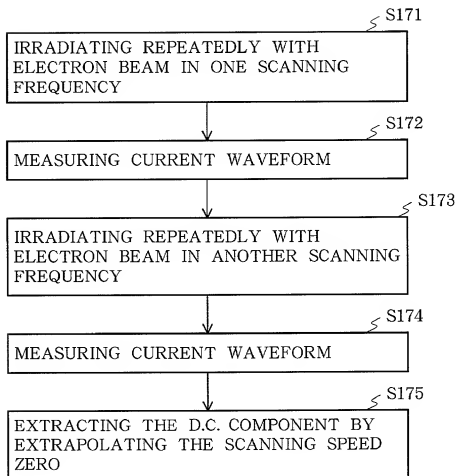 S171
IRRADIATING REPEATEDLY WITH
ELECTRON BEAM IN ONE SCANNING
FREQUENCY
S172
MEASURING CURRENT WAVEFORM
S173
IRRADIATING REPEATEDLY WITH
ELECTRON BEAM IN ANOTHER SCANNING
FREQUENCY
S174
MEASURING CURRENT WAVEFORM
S175
EXTRACTING THE D.C. COMPONENT BY
EXTRAPOLATING THE SCANNING SPEED
ZERO